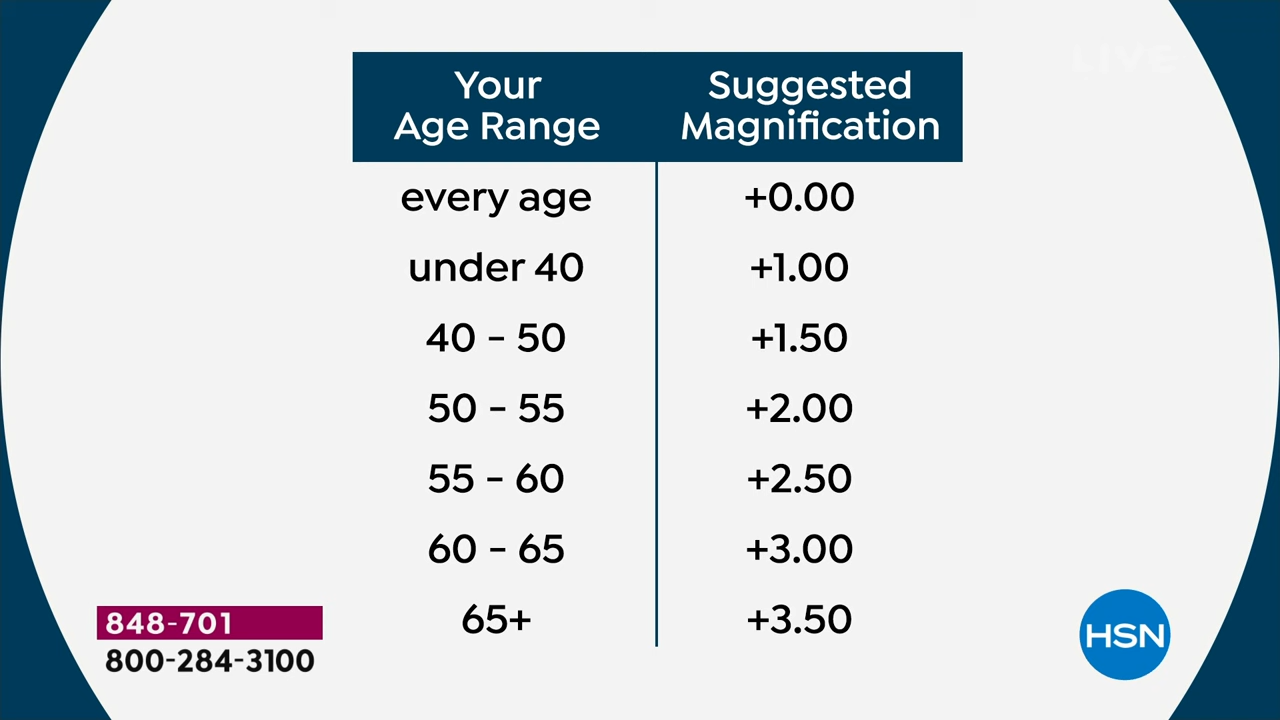 LIVE
Your Age Range
Suggested Magnification
every age +0.00
under 40 +1.00
40 - 50 +1.50
50 - 55 +2.00
55 - 60 +2.50
60 - 65 +3.00
65+ +3.50
848-701
800-284-3100
HSN